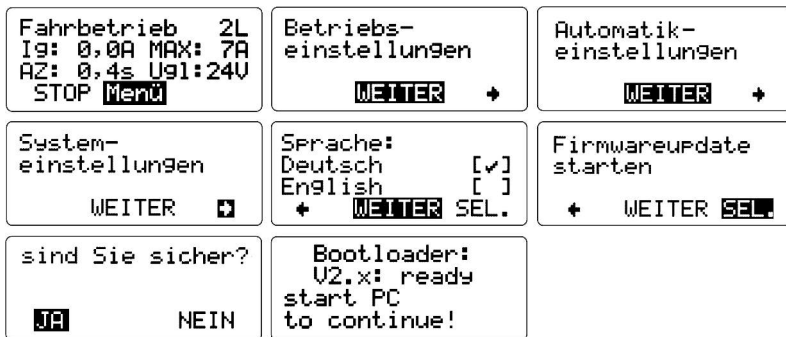 Fahrbetrieb 2L
Ig: 0,0A MAX: 7A
AZ: 0,4s Ugl:24V
STOP Menü
Betriebs-
einstellungen
WEITER →
Automatik-
einstellungen
WEITER →
System-
einstellungen
WEITER →
Sprache:
Deutsch [✓]
English [ ]
← WEITER SEL.
Firmwareupdate
starten
← WEITER SEL.
sind Sie sicher?
JA NEIN
Bootloader:
V2.x: ready
start PC
to continue!